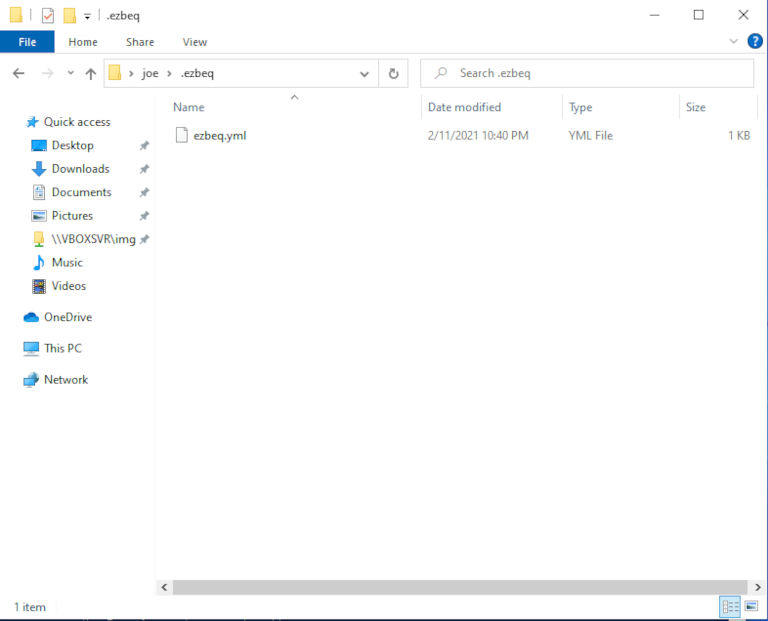 .ezbeq
File Home Share View
joe .ezbeq Search .ezbeq
Name Date modified Type Size
ezbeq.yml 2/11/2021 10:40 PM YML File 1 KB
Quick access
Desktop
Downloads
Documents
Pictures
\\VBOXSVR\img
Music
Videos
OneDrive
This PC
Network
1 item